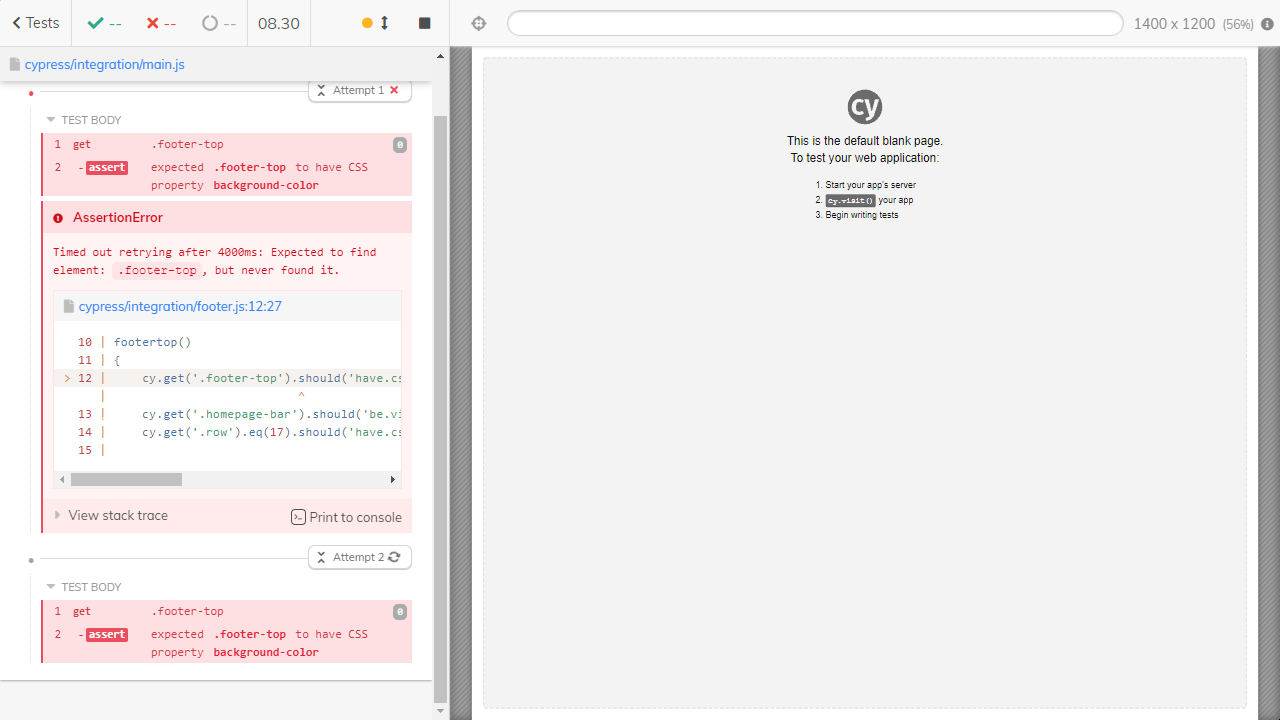 Tests
--
--
--
08.30
1400 x 1200 (56%)
cypress/integration/main.js
Attempt 1
TEST BODY
1 get .footer-top 0
2 -assert expected .footer-top to have CSS
property background-color
AssertionError
Timed out retrying after 4000ms: Expected to find
element: .footer-top, but never found it.
cypress/integration/footer.js:12:27
10 | footertop()
11 | {
> 12 | cy.get('.footer-top').should('have.cs
| ^
13 | cy.get('.homepage-bar').should('be.vi
14 | cy.get('.row').eq(17).should('have.cs
15 |
View stack trace
Print to console
Attempt 2
TEST BODY
1 get .footer-top 0
2 -assert expected .footer-top to have CSS
property background-color
cy
This is the default blank page.
To test your web application:
1. Start your app's server
2. cy.visit() your app
3. Begin writing tests